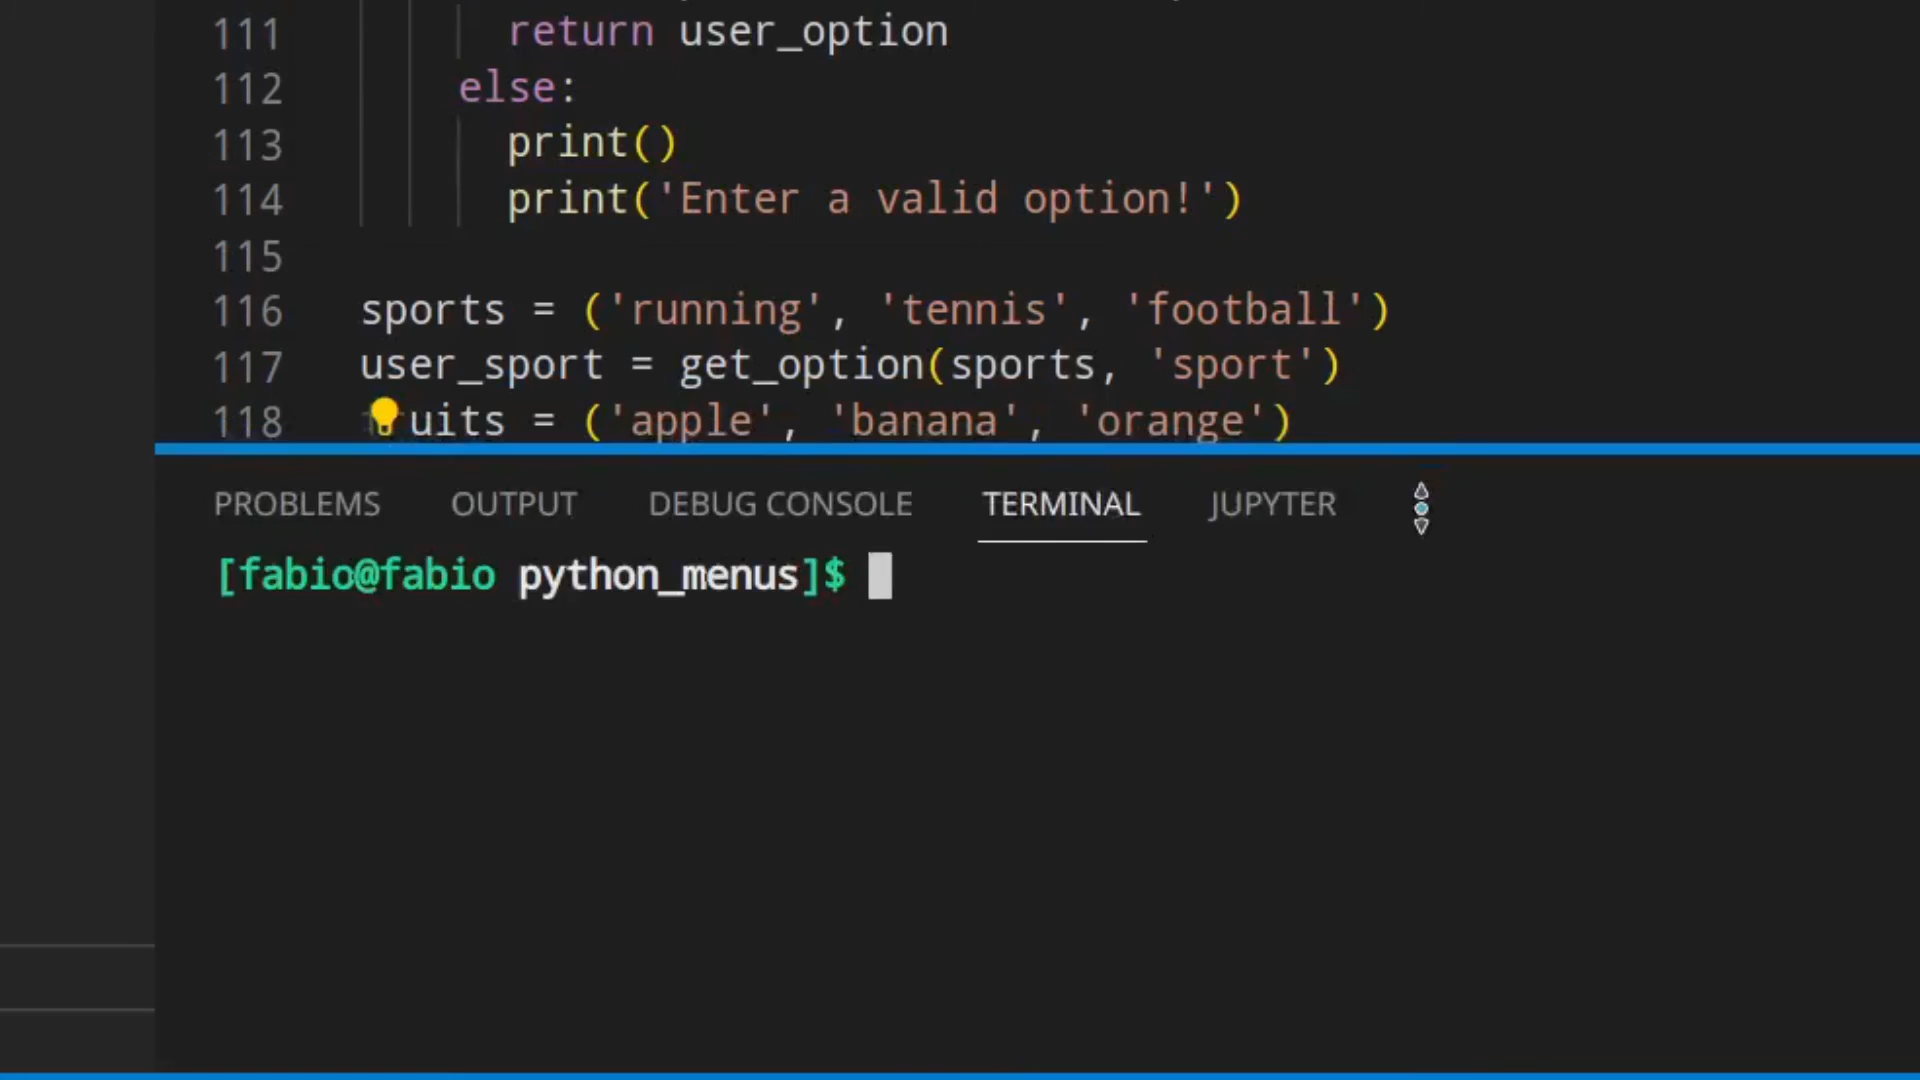 111 return user_option
112 else:
113 print()
114 print('Enter a valid option!')
115
116 sports = ('running', 'tennis', 'football')
117 user_sport = get_option(sports, 'sport')
118 uits = ('apple', 'banana', 'orange')
PROBLEMS OUTPUT DEBUG CONSOLE TERMINAL JUPYTER
[fabio@fabio python_menus]$